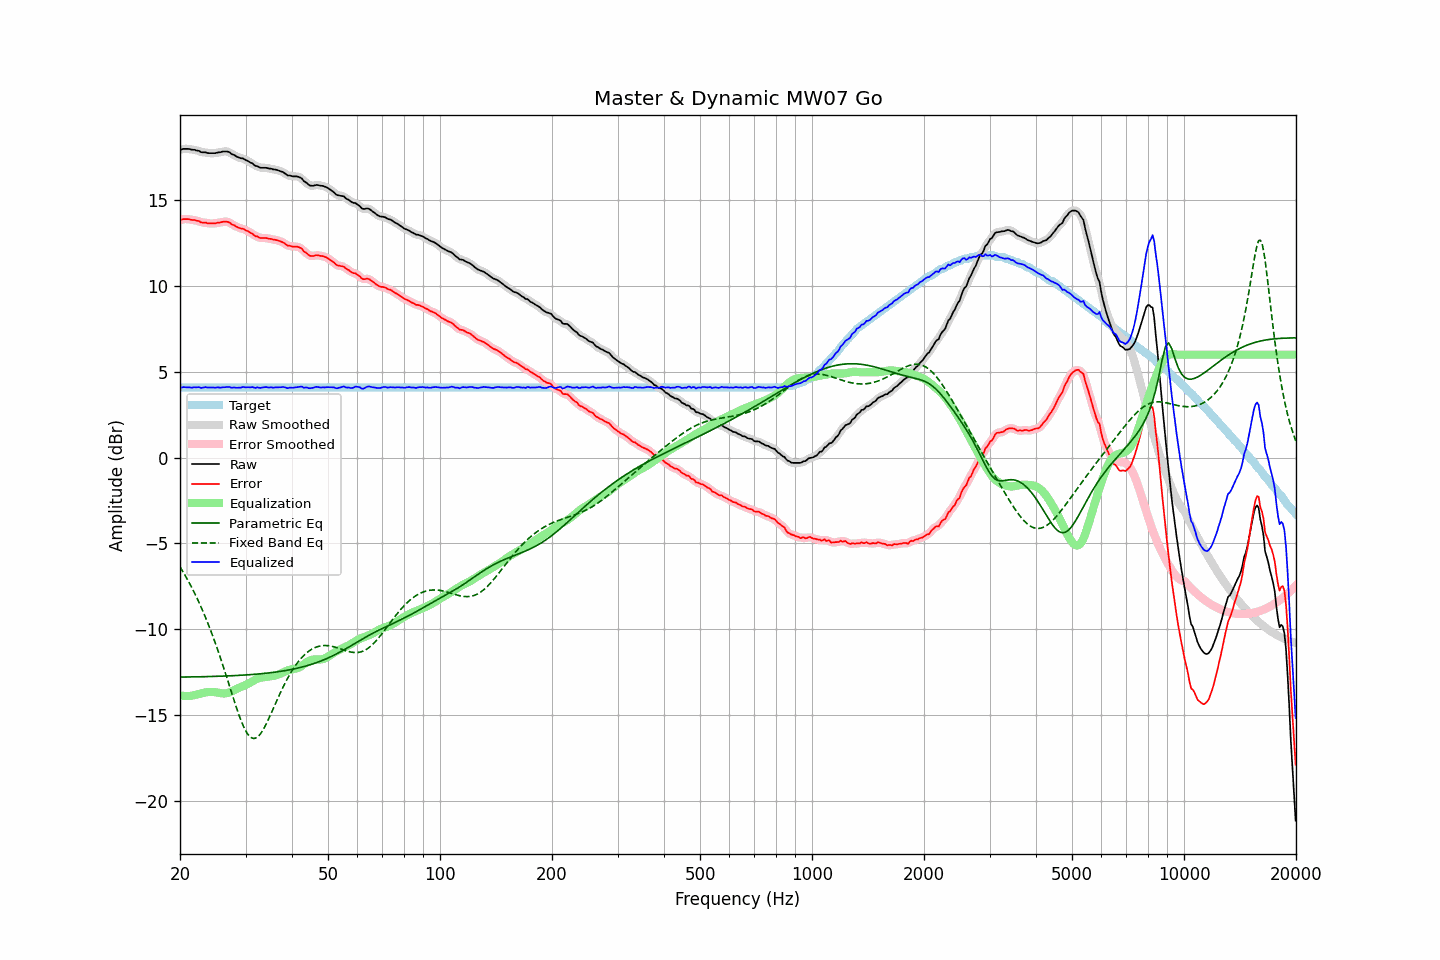 Master & Dynamic MW07 Go
Amplitude (dBr)
15
10
5
0
−5
−10
−15
−20
Target
Raw Smoothed
Error Smoothed
Raw
Error
Equalization
Parametric Eq
Fixed Band Eq
Equalized
20 50 100 200 500 1000 2000 5000 10000 20000
Frequency (Hz)